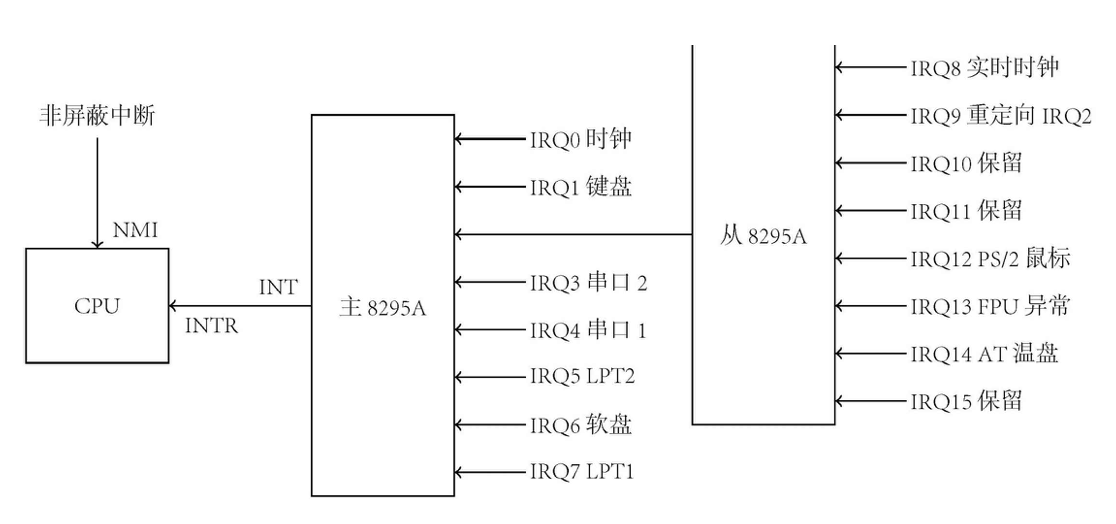 非屏蔽中断
NMI
CPU
INT
INTR
主 8295A
IRQ0 时钟
IRQ1 键盘
IRQ3 串口 2
IRQ4 串口 1
IRQ5 LPT2
IRQ6 软盘
IRQ7 LPT1
从 8295A
IRQ8 实时时钟
IRQ9 重定向 IRQ2
IRQ10 保留
IRQ11 保留
IRQ12 PS/2 鼠标
IRQ13 FPU 异常
IRQ14 AT 温盘
IRQ15 保留